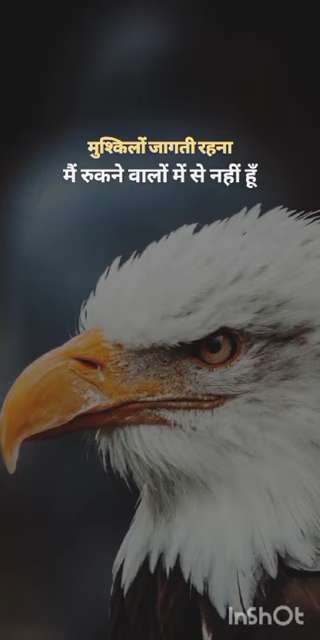 मुश्किलों जागती रहना
मैं रुकने वालों में से नहीं हूँ
InShOt